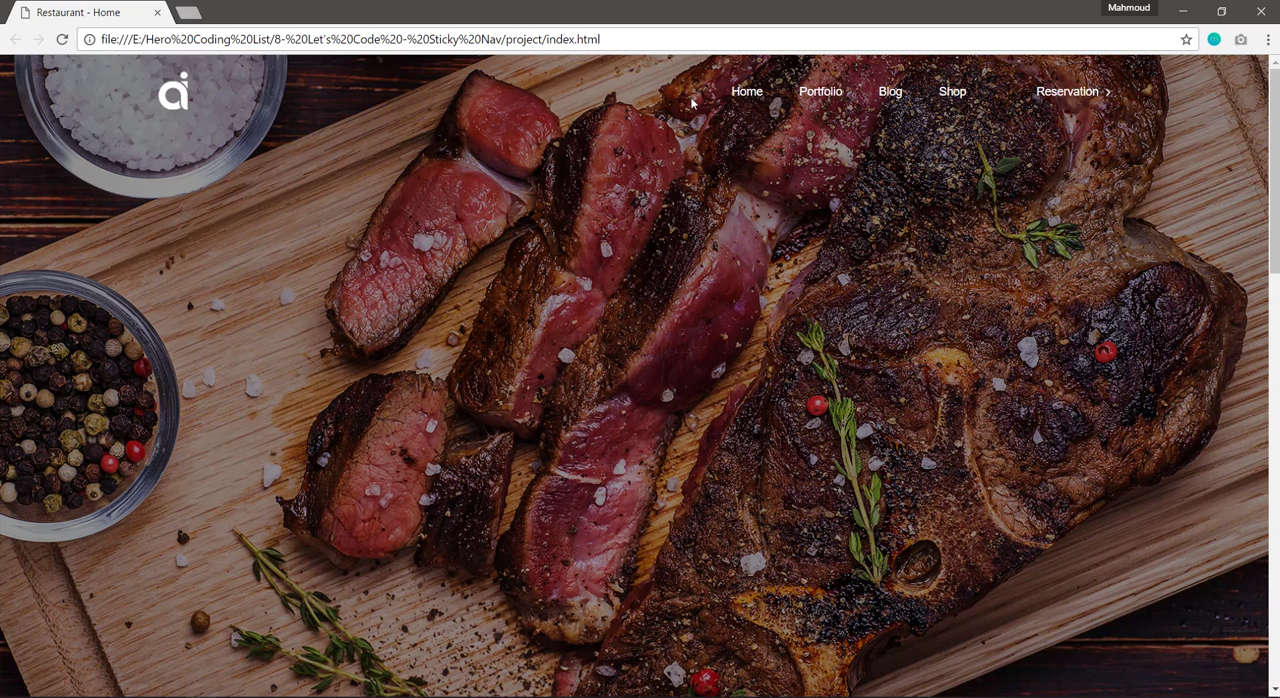 Restaurant - Home
Mahmoud
file:///E:/Hero%20Coding%20List/8-%20Let's%20Code%20-%20Sticky%20Nav/project/index.html
ai
Home Portfolio Blog Shop Reservation